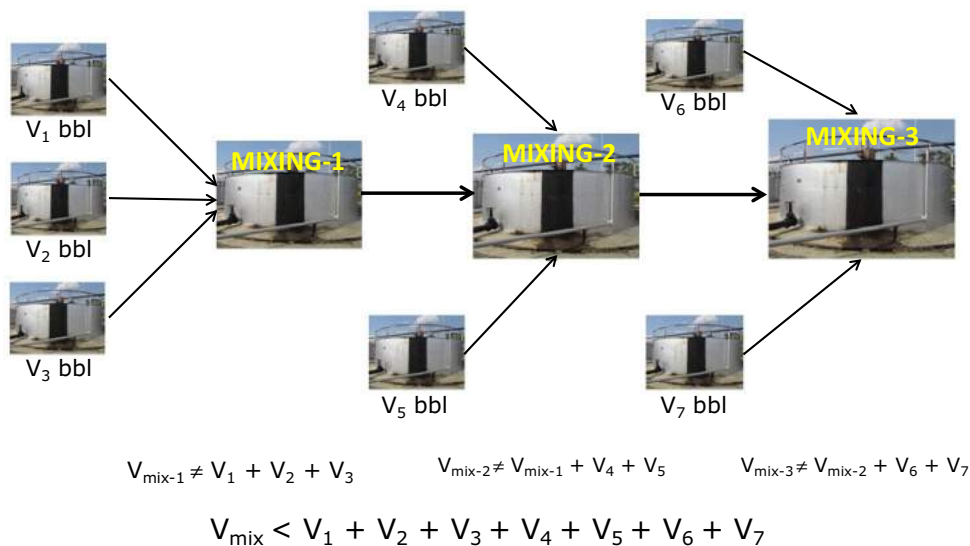 V₁ bbl
V₂ bbl
V₃ bbl
MIXING-1
V₄ bbl
MIXING-2
V₅ bbl
V₆ bbl
MIXING-3
V₇ bbl
Vmix-1 ≠ V₁ + V₂ + V₃
Vmix-2 ≠ Vmix-1 + V₄ + V₅
Vmix-3 ≠ Vmix-2 + V₆ + V₇
Vmix < V₁ + V₂ + V₃ + V₄ + V₅ + V₆ + V₇